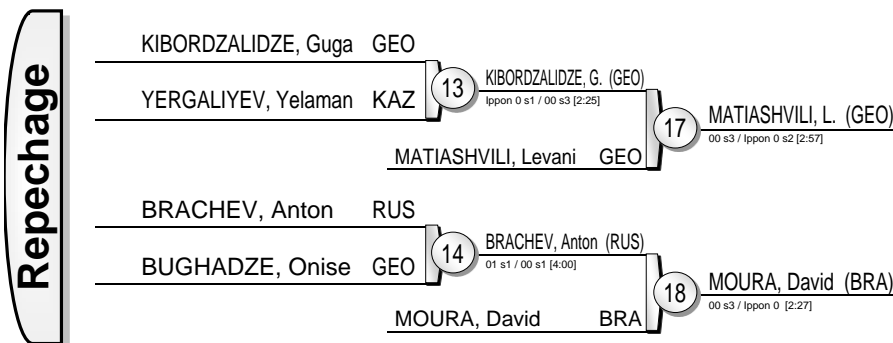 Repechage
KIBORDZALIDZE, Guga GEO
YERGALIYEV, Yelaman KAZ
13
KIBORDZALIDZE, G. (GEO)
Ippon 0 s1 / 00 s3 [2:25]
MATIASHVILI, Levani GEO
17
MATIASHVILI, L. (GEO)
00 s3 / Ippon 0 s2 [2:57]
BRACHEV, Anton RUS
BUGHADZE, Onise GEO
14
BRACHEV, Anton (RUS)
01 s1 / 00 s1 [4:00]
MOURA, David BRA
18
MOURA, David (BRA)
00 s3 / Ippon 0 [2:27]